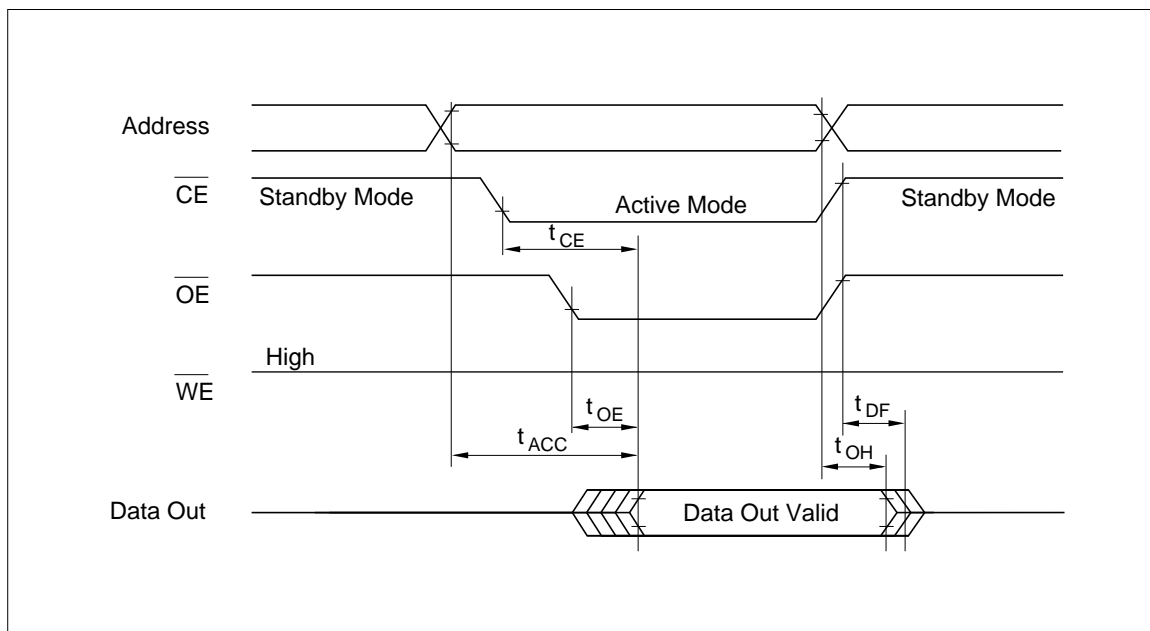 Address
CE
Standby Mode
Active Mode
Standby Mode
t CE
OE
High
WE
t OE
t DF
t ACC
t OH
Data Out
Data Out Valid